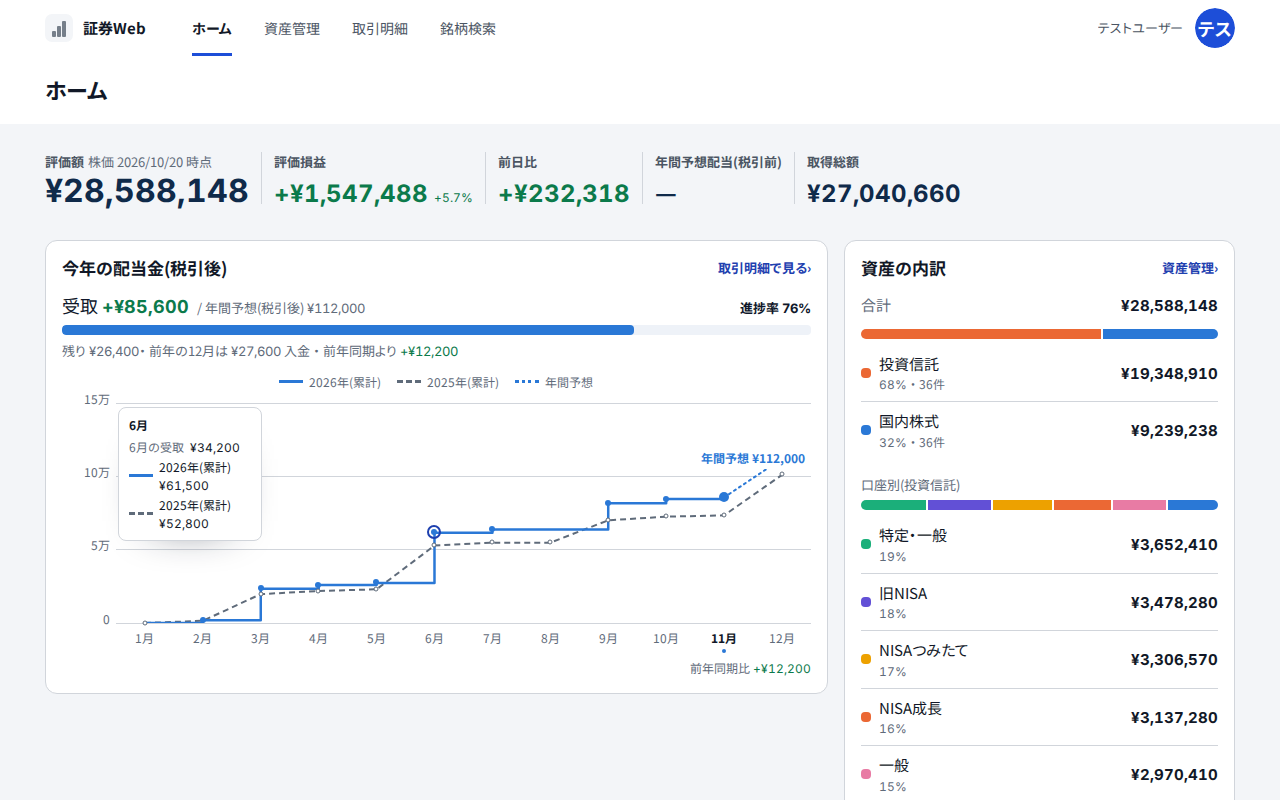 証券Web
ホーム
資産管理
取引明細
銘柄検索
テストユーザー
テス
ホーム
評価額 株価 2026/10/20 時点
¥28,588,148
評価損益
+¥1,547,488 +5.7%
前日比
+¥232,318
年間予想配当(税引前)
—
取得総額
¥27,040,660
今年の配当金(税引後)
取引明細で見る›
受取 +¥85,600 / 年間予想(税引後) ¥112,000
進捗率 76%
残り ¥26,400・前年の12月は ¥27,600 入金・前年同期より +¥12,200
2026年(累計)
2025年(累計)
年間予想
15万
10万
5万
0
6月
6月の受取 ¥34,200
2026年(累計)
¥61,500
2025年(累計)
¥52,800
年間予想 ¥112,000
1月
2月
3月
4月
5月
6月
7月
8月
9月
10月
11月
12月
前年同期比 +¥12,200
資産の内訳
資産管理›
合計
¥28,588,148
投資信託
68%・36件
¥19,348,910
国内株式
32%・36件
¥9,239,238
口座別(投資信託)
特定・一般
19%
¥3,652,410
旧NISA
18%
¥3,478,280
NISAつみたて
17%
¥3,306,570
NISA成長
16%
¥3,137,280
一般
15%
¥2,970,410